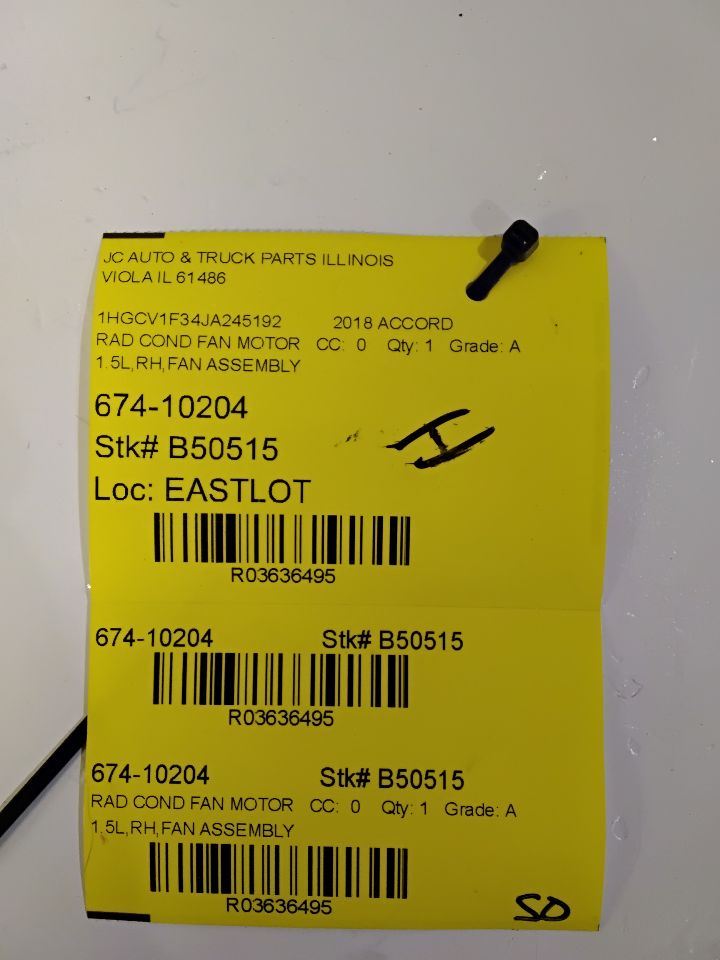 JC AUTO & TRUCK PARTS ILLINOIS
VIOLA IL 61486
1HGCV1F34JA245192 2018 ACCORD
RAD COND FAN MOTOR CC: 0 Qty: 1 Grade: A
1.5L,RH,FAN ASSEMBLY
674-10204
Stk# B50515
H
Loc: EASTLOT
R03636495
674-10204 Stk# B50515
R03636495
674-10204 Stk# B50515
RAD COND FAN MOTOR CC: 0 Qty: 1 Grade: A
1.5L,RH,FAN ASSEMBLY
R03636495